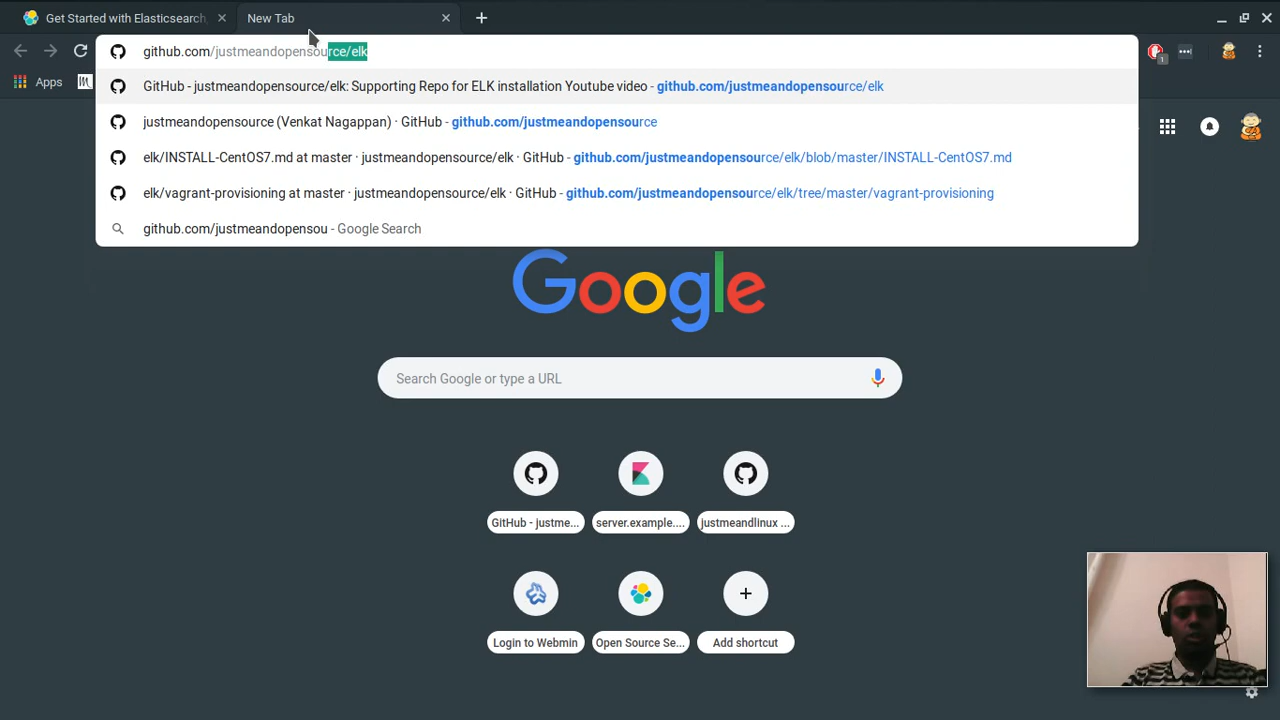 Get Started with Elasticsearch,
New Tab
github.com/justmeandopensource/elk
Apps
GitHub - justmeandopensource/elk: Supporting Repo for ELK installation Youtube video - github.com/justmeandopensource/elk
justmeandopensource (Venkat Nagappan) · GitHub - github.com/justmeandopensource
elk/INSTALL-CentOS7.md at master · justmeandopensource/elk · GitHub - github.com/justmeandopensource/elk/blob/master/INSTALL-CentOS7.md
elk/vagrant-provisioning at master · justmeandopensource/elk · GitHub - github.com/justmeandopensource/elk/tree/master/vagrant-provisioning
github.com/justmeandopensou - Google Search
1
Google
Search Google or type a URL
GitHub - justme...
server.example....
justmeandlinux ...
Login to Webmin
Open Source Se...
Add shortcut